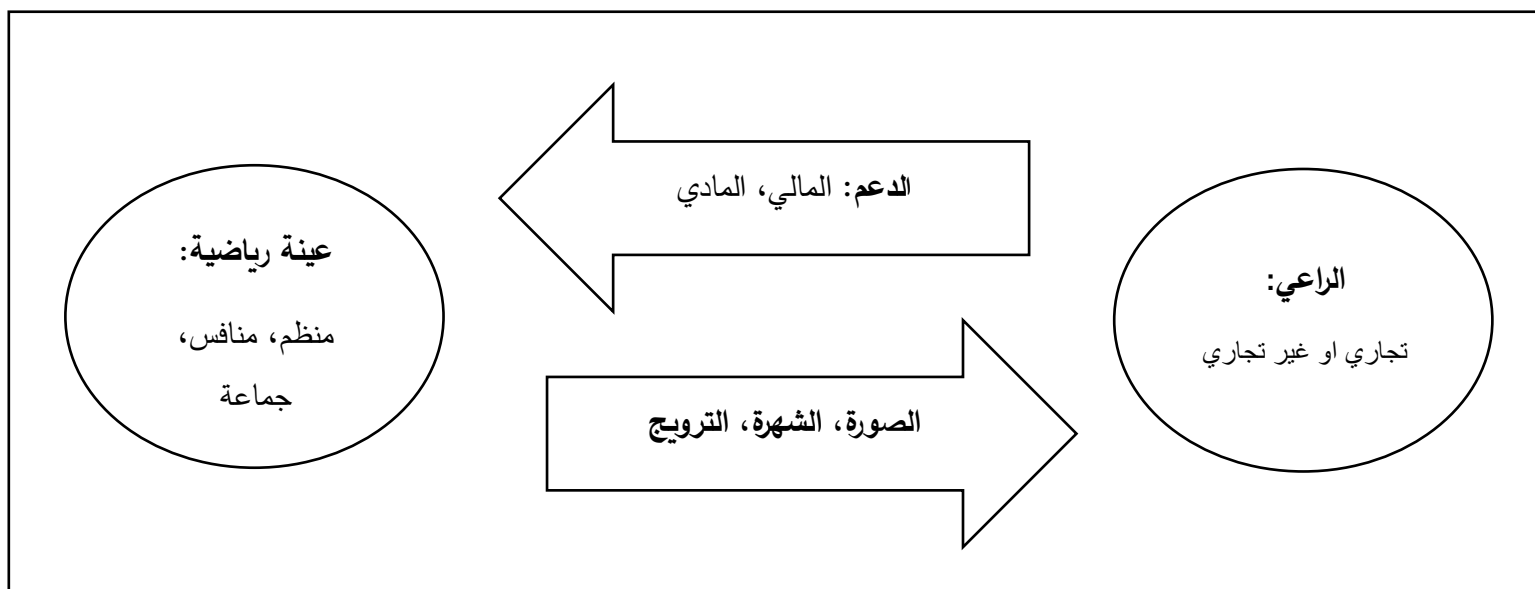 الدعم: المالي، المادي
الراعي:
تجاري او غير تجاري
عينة رياضية:
منظم، منافس،
جماعة
الصورة، الشهرة، الترويج